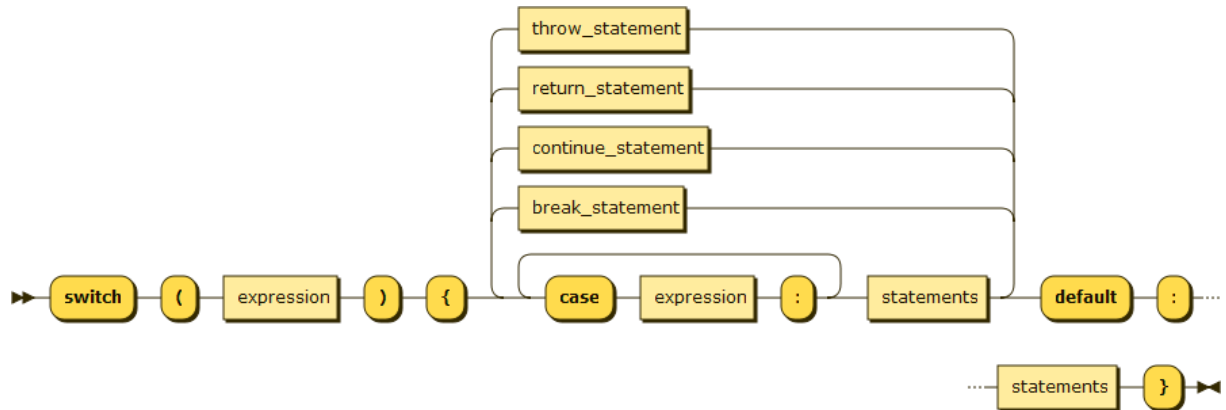 throw_statement
return_statement
continue_statement
break_statement
switch ( expression ) { case expression : statements default :
statements }